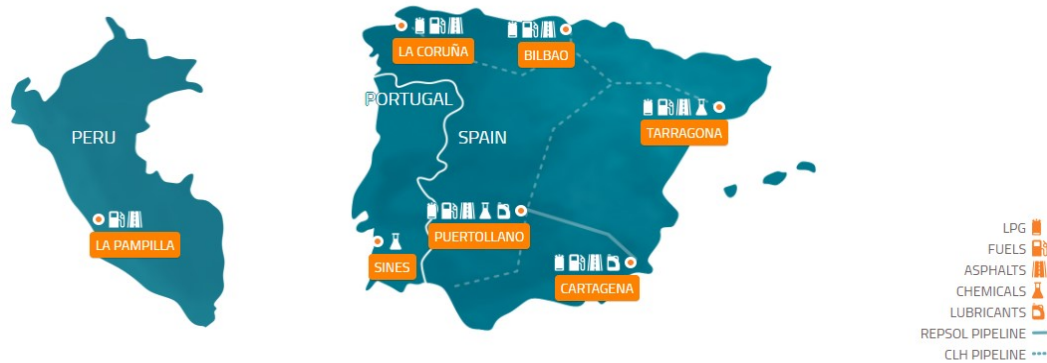 LA CORUÑA
BILBAO
PORTUGAL
PERU
SPAIN
TARRAGONA
LA PAMPILLA
PUERTOLLANO
SINES
CARTAGENA
LPG
FUELS
ASPHALTS
CHEMICALS
LUBRICANTS
REPSOL PIPELINE
CLH PIPELINE